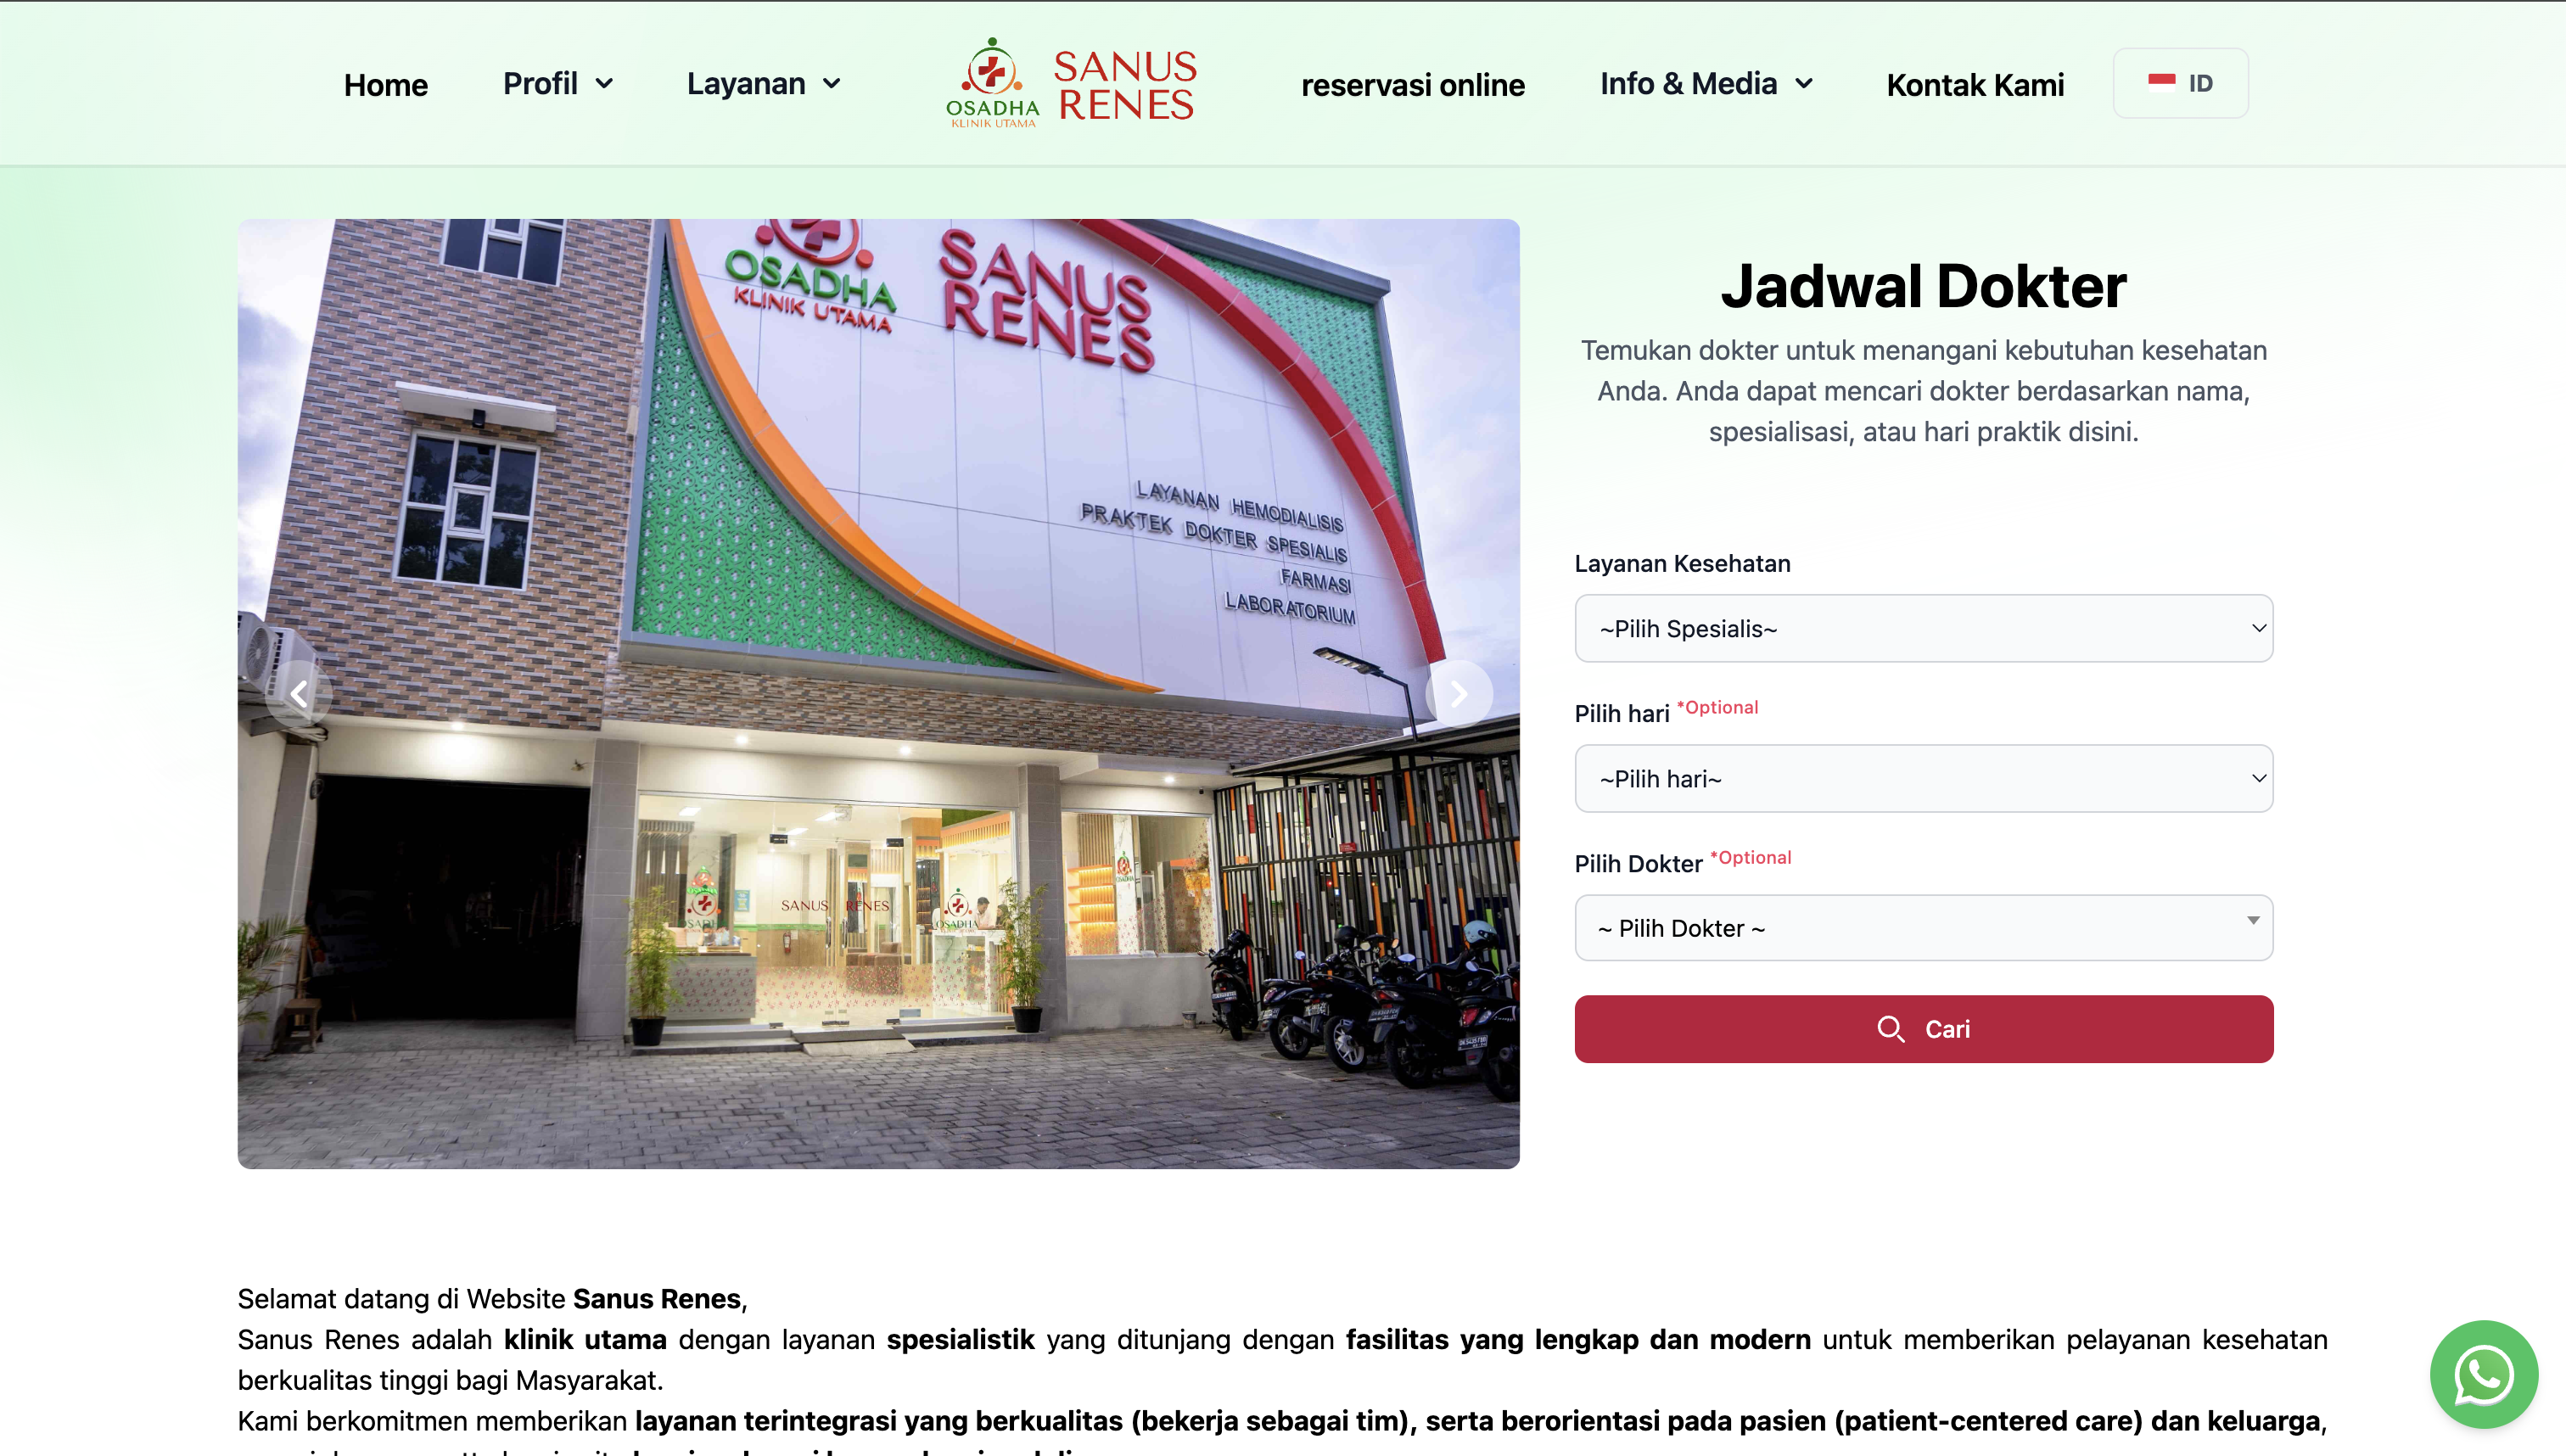 Home
Profil
Layanan
OSADHA
KLINIK UTAMA
SANUS
RENES
reservasi online
Info & Media
Kontak Kami
ID
OSADHA
KLINIK UTAMA
SANUS
RENES
LAYANAN HEMODIALISIS
PRAKTEK DOKTER SPESIALIS
FARMASI
LABORATORIUM
SANUS RENES
OSADHA
OSADHA
Jadwal Dokter
Temukan dokter untuk menangani kebutuhan kesehatan
Anda. Anda dapat mencari dokter berdasarkan nama,
spesialisasi, atau hari praktik disini.
Layanan Kesehatan
~Pilih Spesialis~
Pilih hari *Optional
~Pilih hari~
Pilih Dokter *Optional
~ Pilih Dokter ~
Cari
Selamat datang di Website Sanus Renes,
Sanus Renes adalah klinik utama dengan layanan spesialistik yang ditunjang dengan fasilitas yang lengkap dan modern untuk memberikan pelayanan kesehatan
berkualitas tinggi bagi Masyarakat.
Kami berkomitmen memberikan layanan terintegrasi yang berkualitas (bekerja sebagai tim), serta berorientasi pada pasien (patient-centered care) dan keluarga,